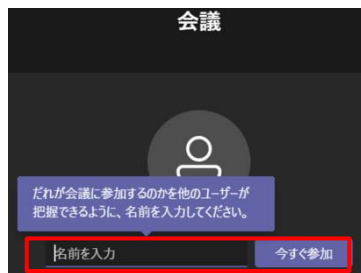 会議
だれが会議に参加するのかを他のユーザーが
把握できるように、名前を入力してください。
名前を入力
今すぐ参加